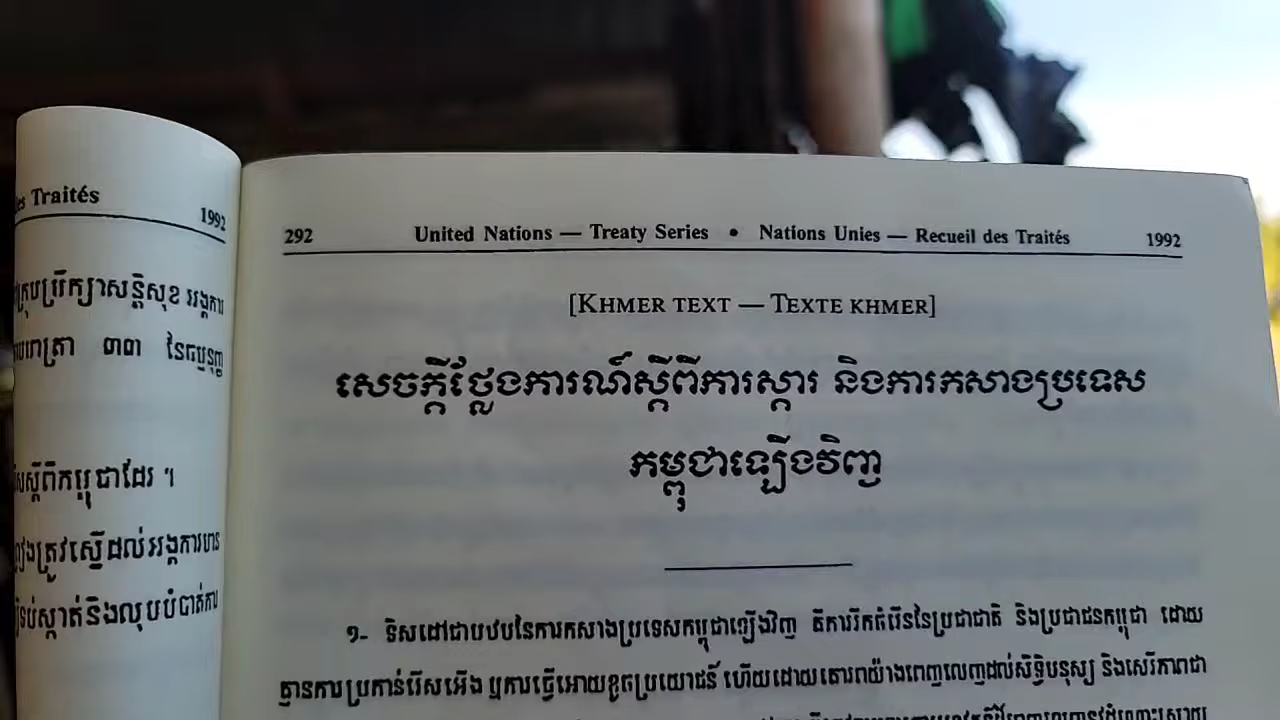 es Traités 1992
ក្រុមប្រឹក្សាសន្តិសុខ អង្គការ
មាត្រា ៣៣ នៃធម្មនុញ្ញ
ស្តីពីកម្ពុជាដែរ ។
ត្រូវស្នើដល់អង្គការមាន
ទប់ស្កាត់និងលុបបំបាត់ការ
292 United Nations — Treaty Series • Nations Unies — Recueil des Traités 1992
[KHMER TEXT — TEXTE KHMER]
សេចក្តីថ្លែងការណ៍ស្តីពីការស្តារ និងការកសាងប្រទេស
កម្ពុជាឡើងវិញ
១- ទិសដៅជាបឋមនៃការកសាងប្រទេសកម្ពុជាឡើងវិញ គឺការរីកចំរើននៃប្រជាជាតិ និងប្រជាជនកម្ពុជា ដោយ
គ្មានការប្រកាន់រើសអើង ឬការធ្វើអោយខូចប្រយោជន៍ ហើយដោយគោរពយ៉ាងពេញលេញដល់សិទ្ធិមនុស្ស និងសេរីភាពជា